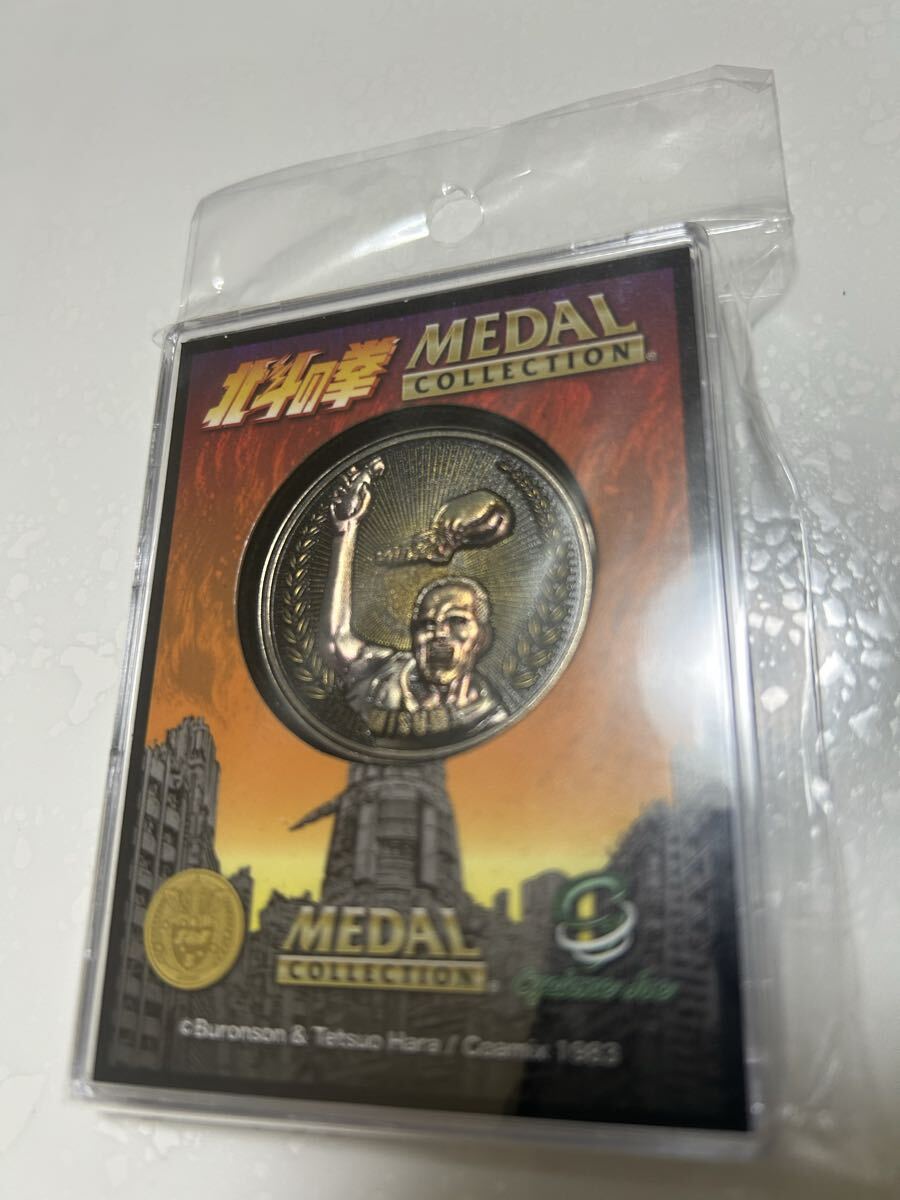 北斗の拳
MEDAL
COLLECTION
MEDAL
COLLECTION
©Buronson & Tetsuo Hara / Coamix 1983